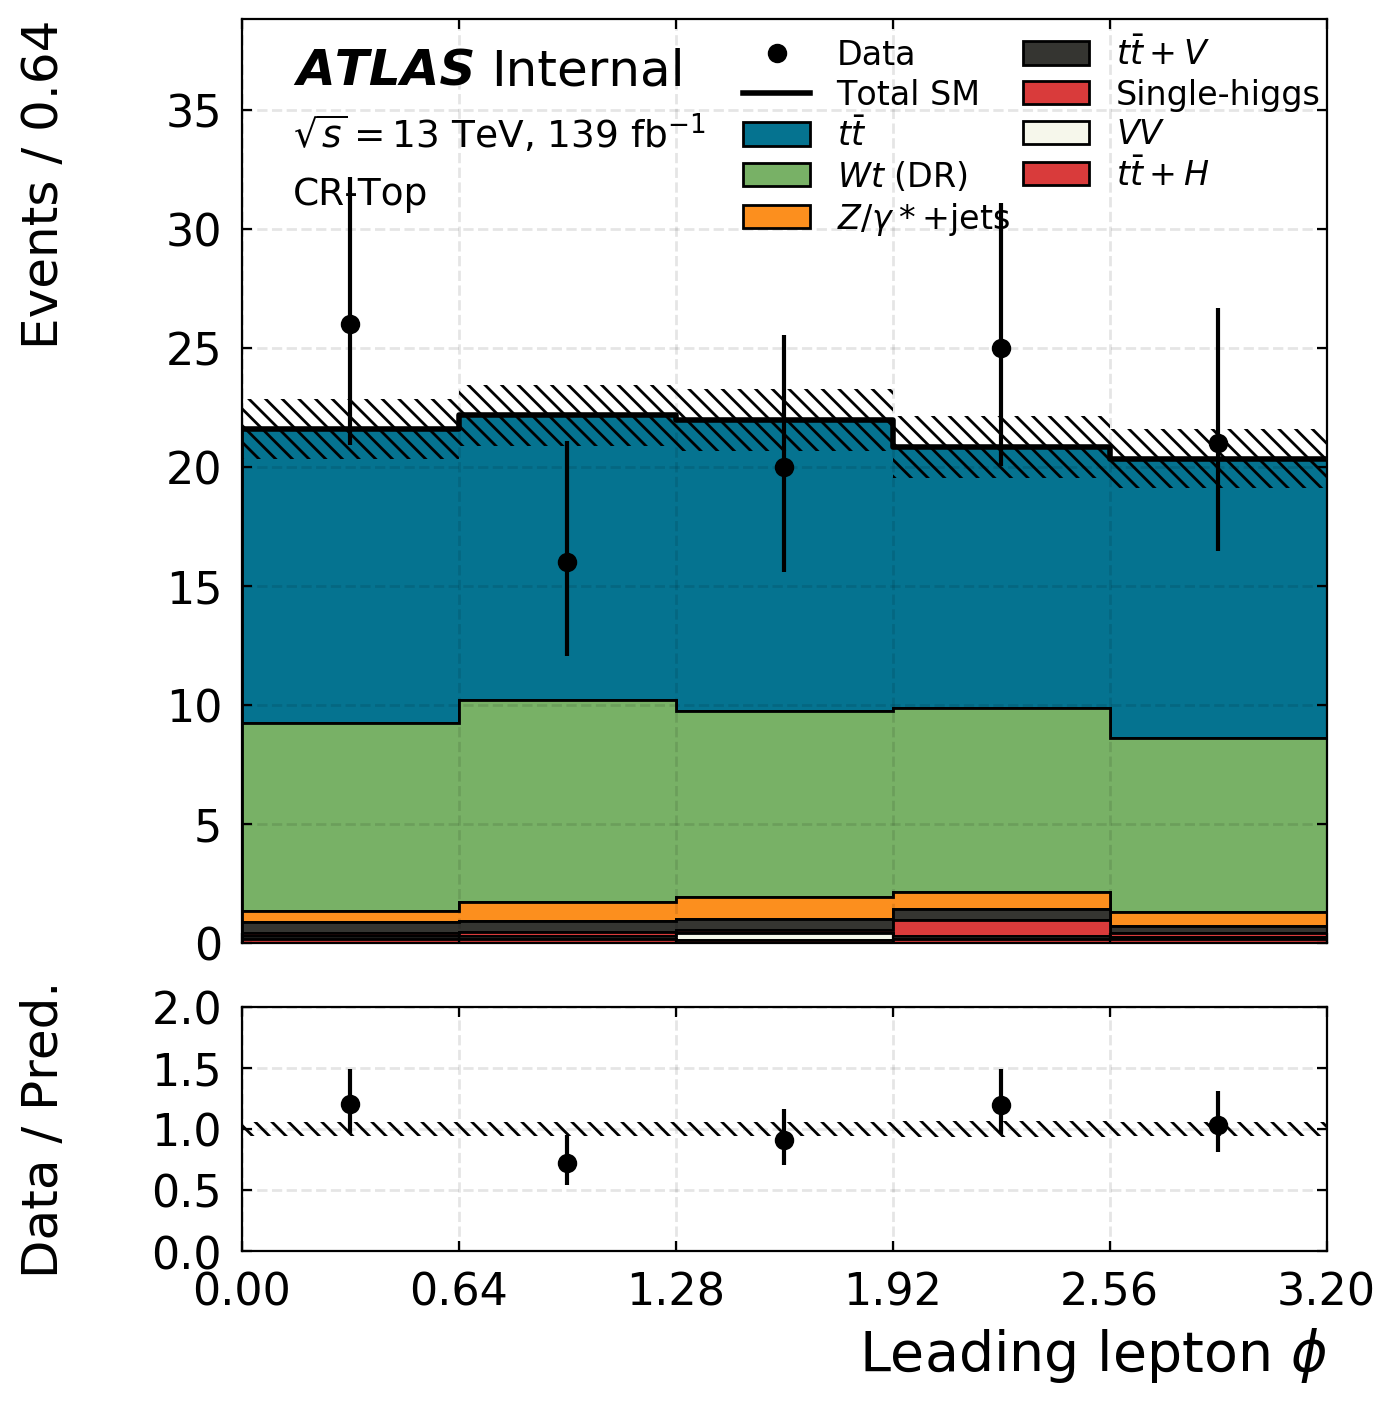 Events / 0.64
ATLAS Internal
√s = 13 TeV, 139 fb⁻¹
CR-Top
Data
Total SM
tt̄
Wt (DR)
Z/γ*+jets
tt̄ + V
Single-higgs
VV
tt̄ + H
35
30
25
20
15
10
5
0
Data / Pred.
2.0
1.5
1.0
0.5
0.0
0.00 0.64 1.28 1.92 2.56 3.20
Leading lepton ϕ